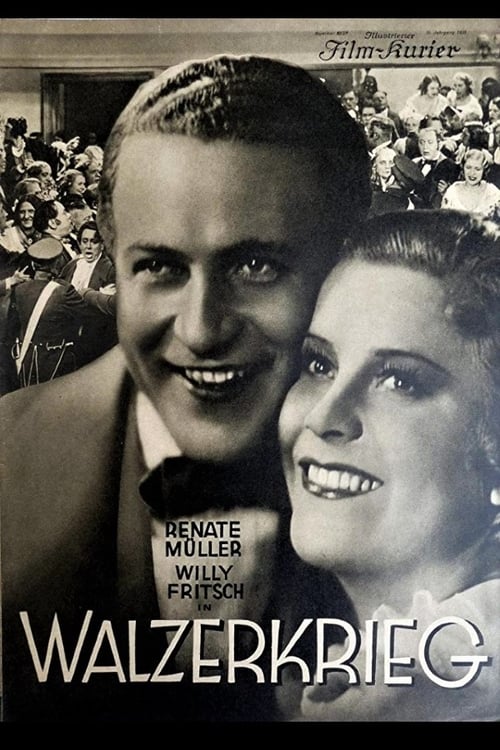 Illustrierter
Film-Kurier
RENATE
MÜLLER
WILLY
FRITSCH
IN
WALZERKRIEG